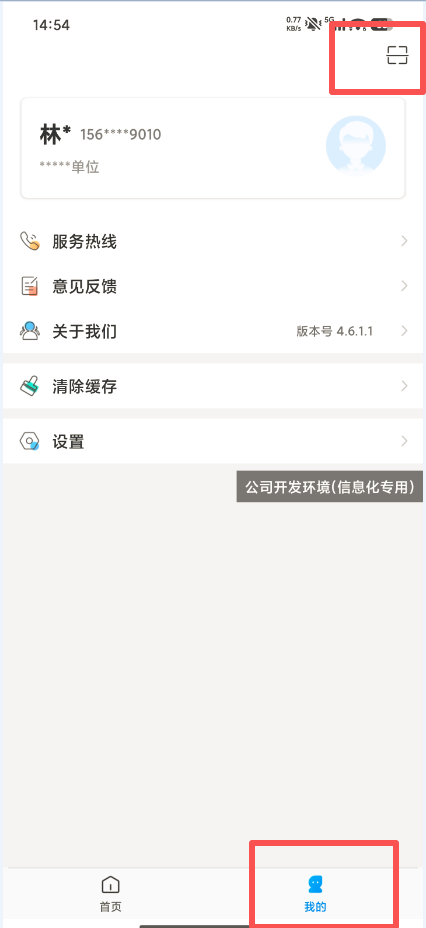 14:54
0.77
KB/s
5G
林* 156****9010
*****单位
服务热线
意见反馈
关于我们 版本号 4.6.1.1
清除缓存
设置
公司开发环境(信息化专用)
首页 我的